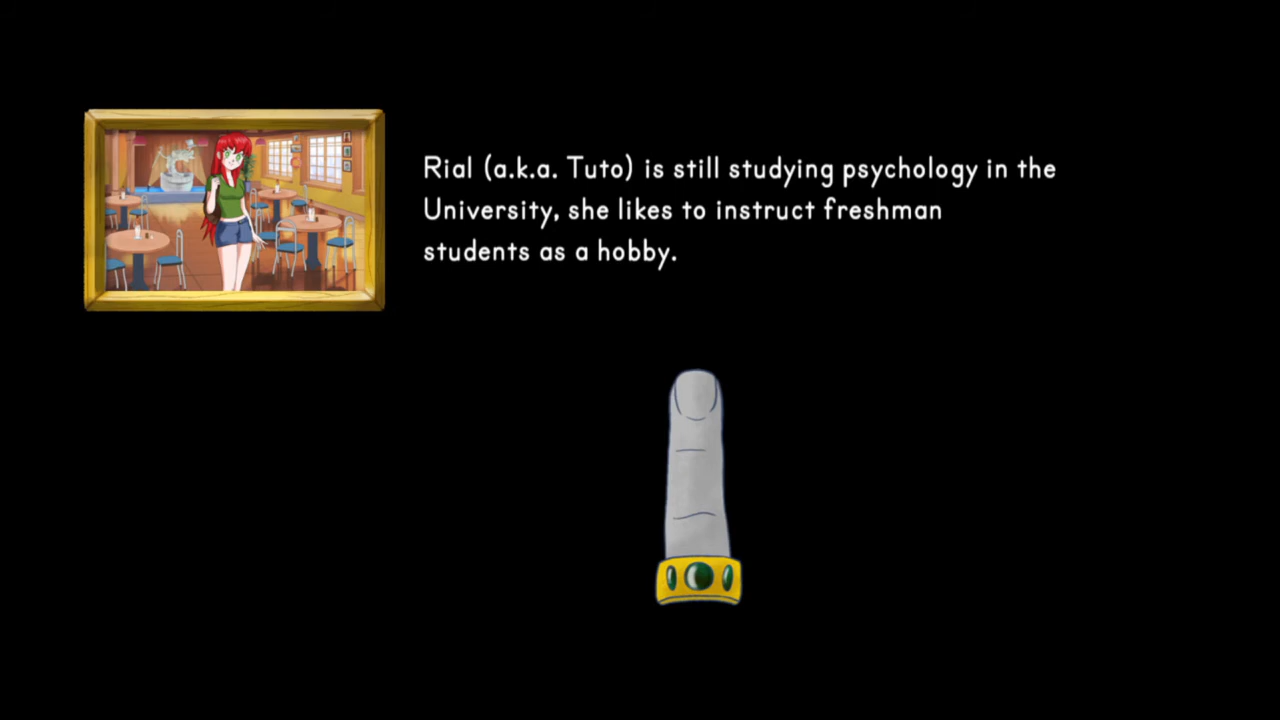 Rial (a.k.a. Tuto) is still studying psychology in the
University, she likes to instruct freshman
students as a hobby.